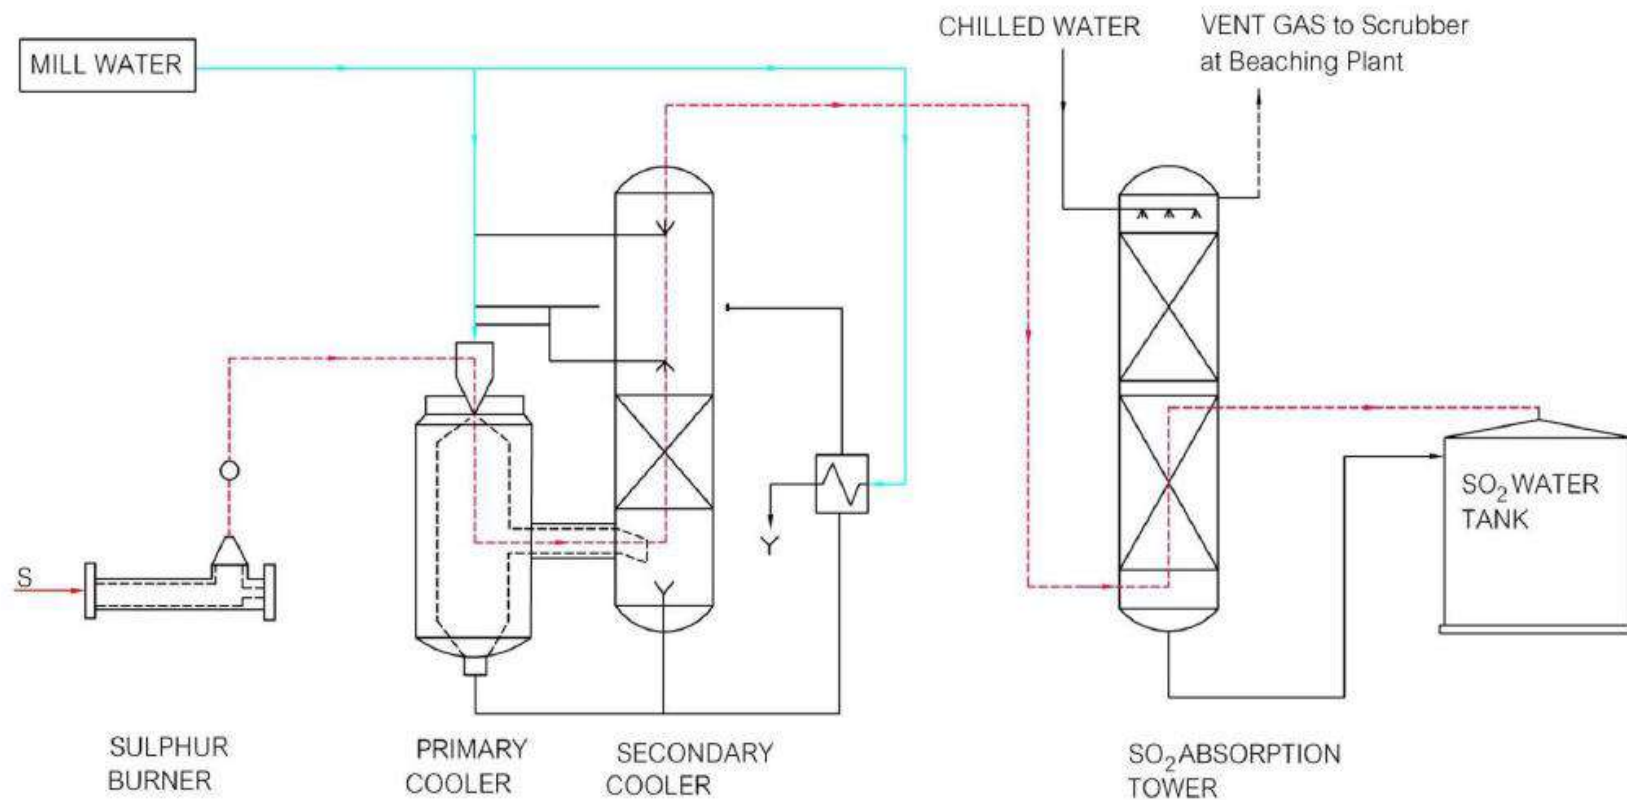 MILL WATER
CHILLED WATER
VENT GAS to Scrubber
at Beaching Plant
S
SO₂ WATER
TANK
SULPHUR
BURNER
PRIMARY
COOLER
SECONDARY
COOLER
SO₂ ABSORPTION
TOWER